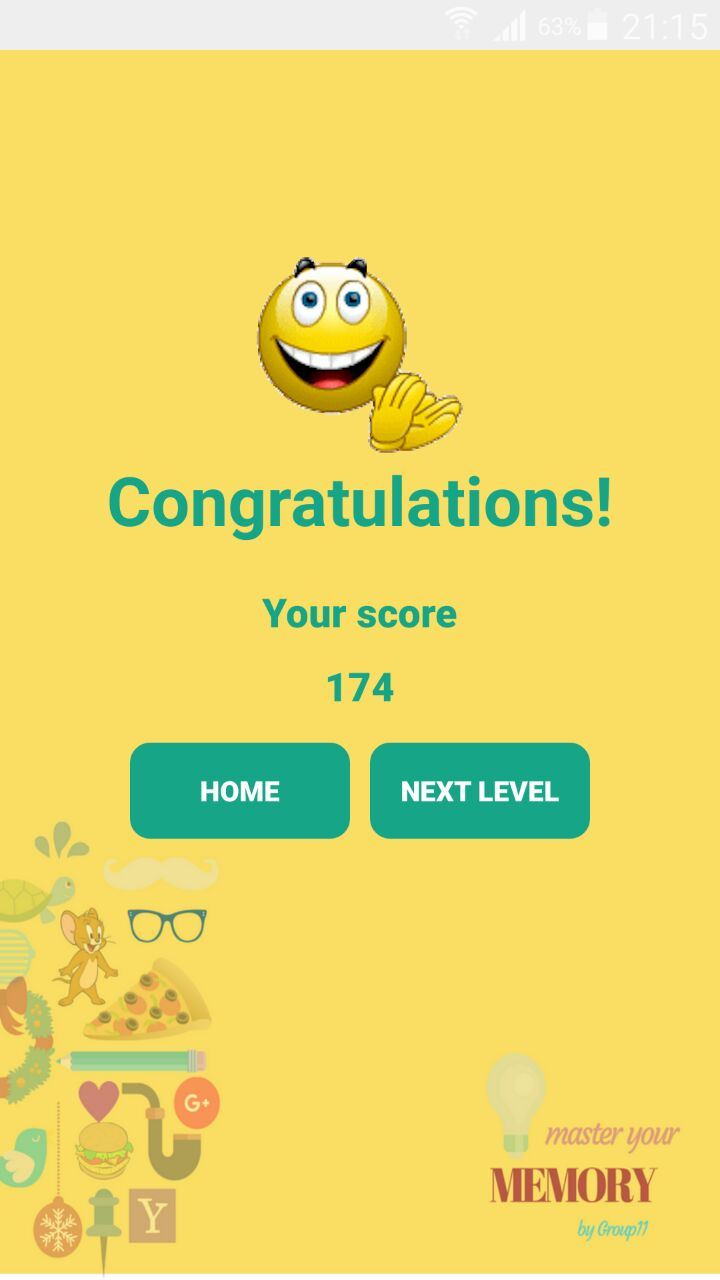 63% 21:15
Congratulations!
Your score
174
HOME NEXT LEVEL
G+
Y
master your
MEMORY
by Group11